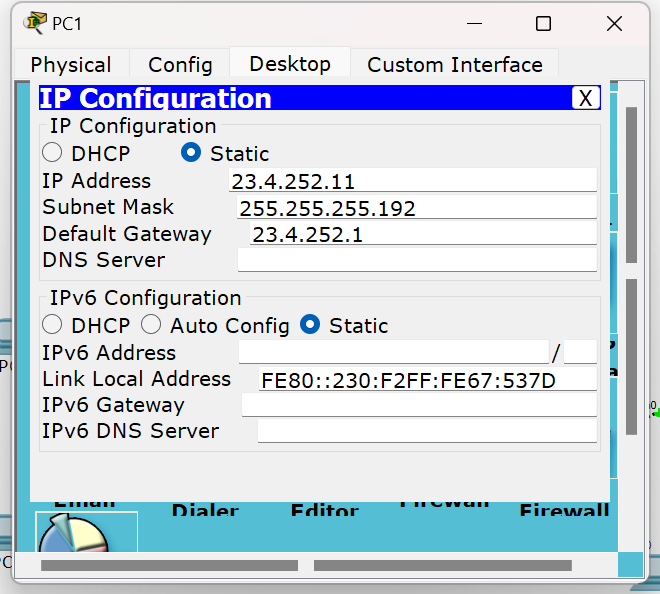 PC1
Physical Config Desktop Custom Interface
IP Configuration X
IP Configuration
DHCP Static
IP Address 23.4.252.11
Subnet Mask 255.255.255.192
Default Gateway 23.4.252.1
DNS Server
IPv6 Configuration
DHCP Auto Config Static
IPv6 Address /
Link Local Address FE80::230:F2FF:FE67:537D
IPv6 Gateway
IPv6 DNS Server
Email Dialer Editor Firewall Firewall